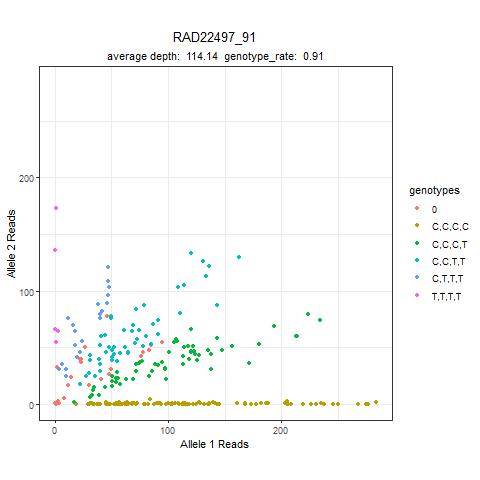 RAD22497_91
average depth: 114.14 genotype_rate: 0.91
Allele 2 Reads
200
100
0
0
100
200
Allele 1 Reads
genotypes
0
C,C,C,C
C,C,C,T
C,C,T,T
C,T,T,T
T,T,T,T